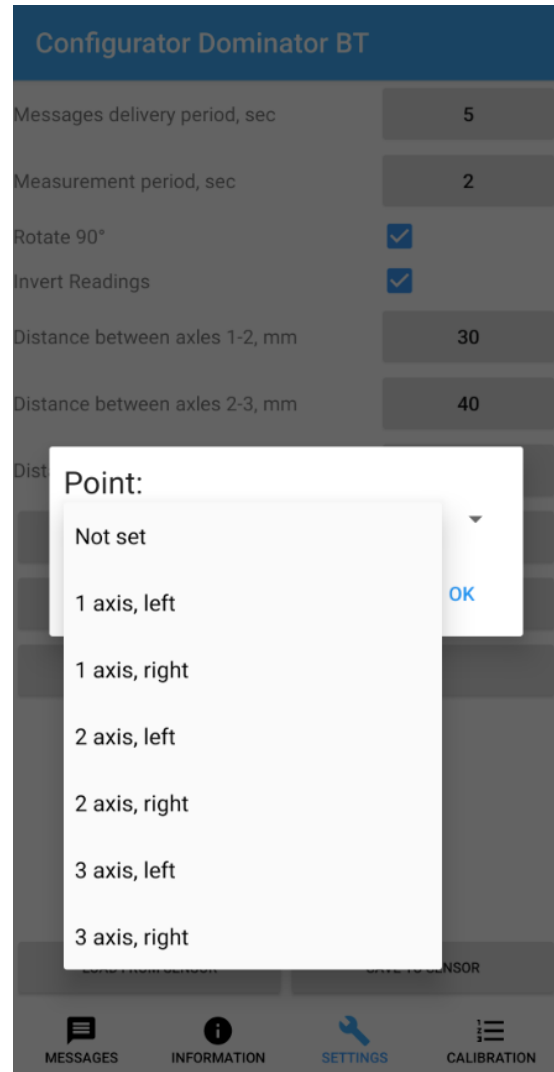 Configurator Dominator BT
Messages delivery period, sec 5
Measurement period, sec 2
Rotate 90°
Invert Readings
Distance between axles 1-2, mm 30
Distance between axles 2-3, mm 40
Dist
Point:
Not set
1 axis, left
OK
1 axis, right
2 axis, left
2 axis, right
3 axis, left
3 axis, right
MESSAGES INFORMATION SETTINGS CALIBRATION